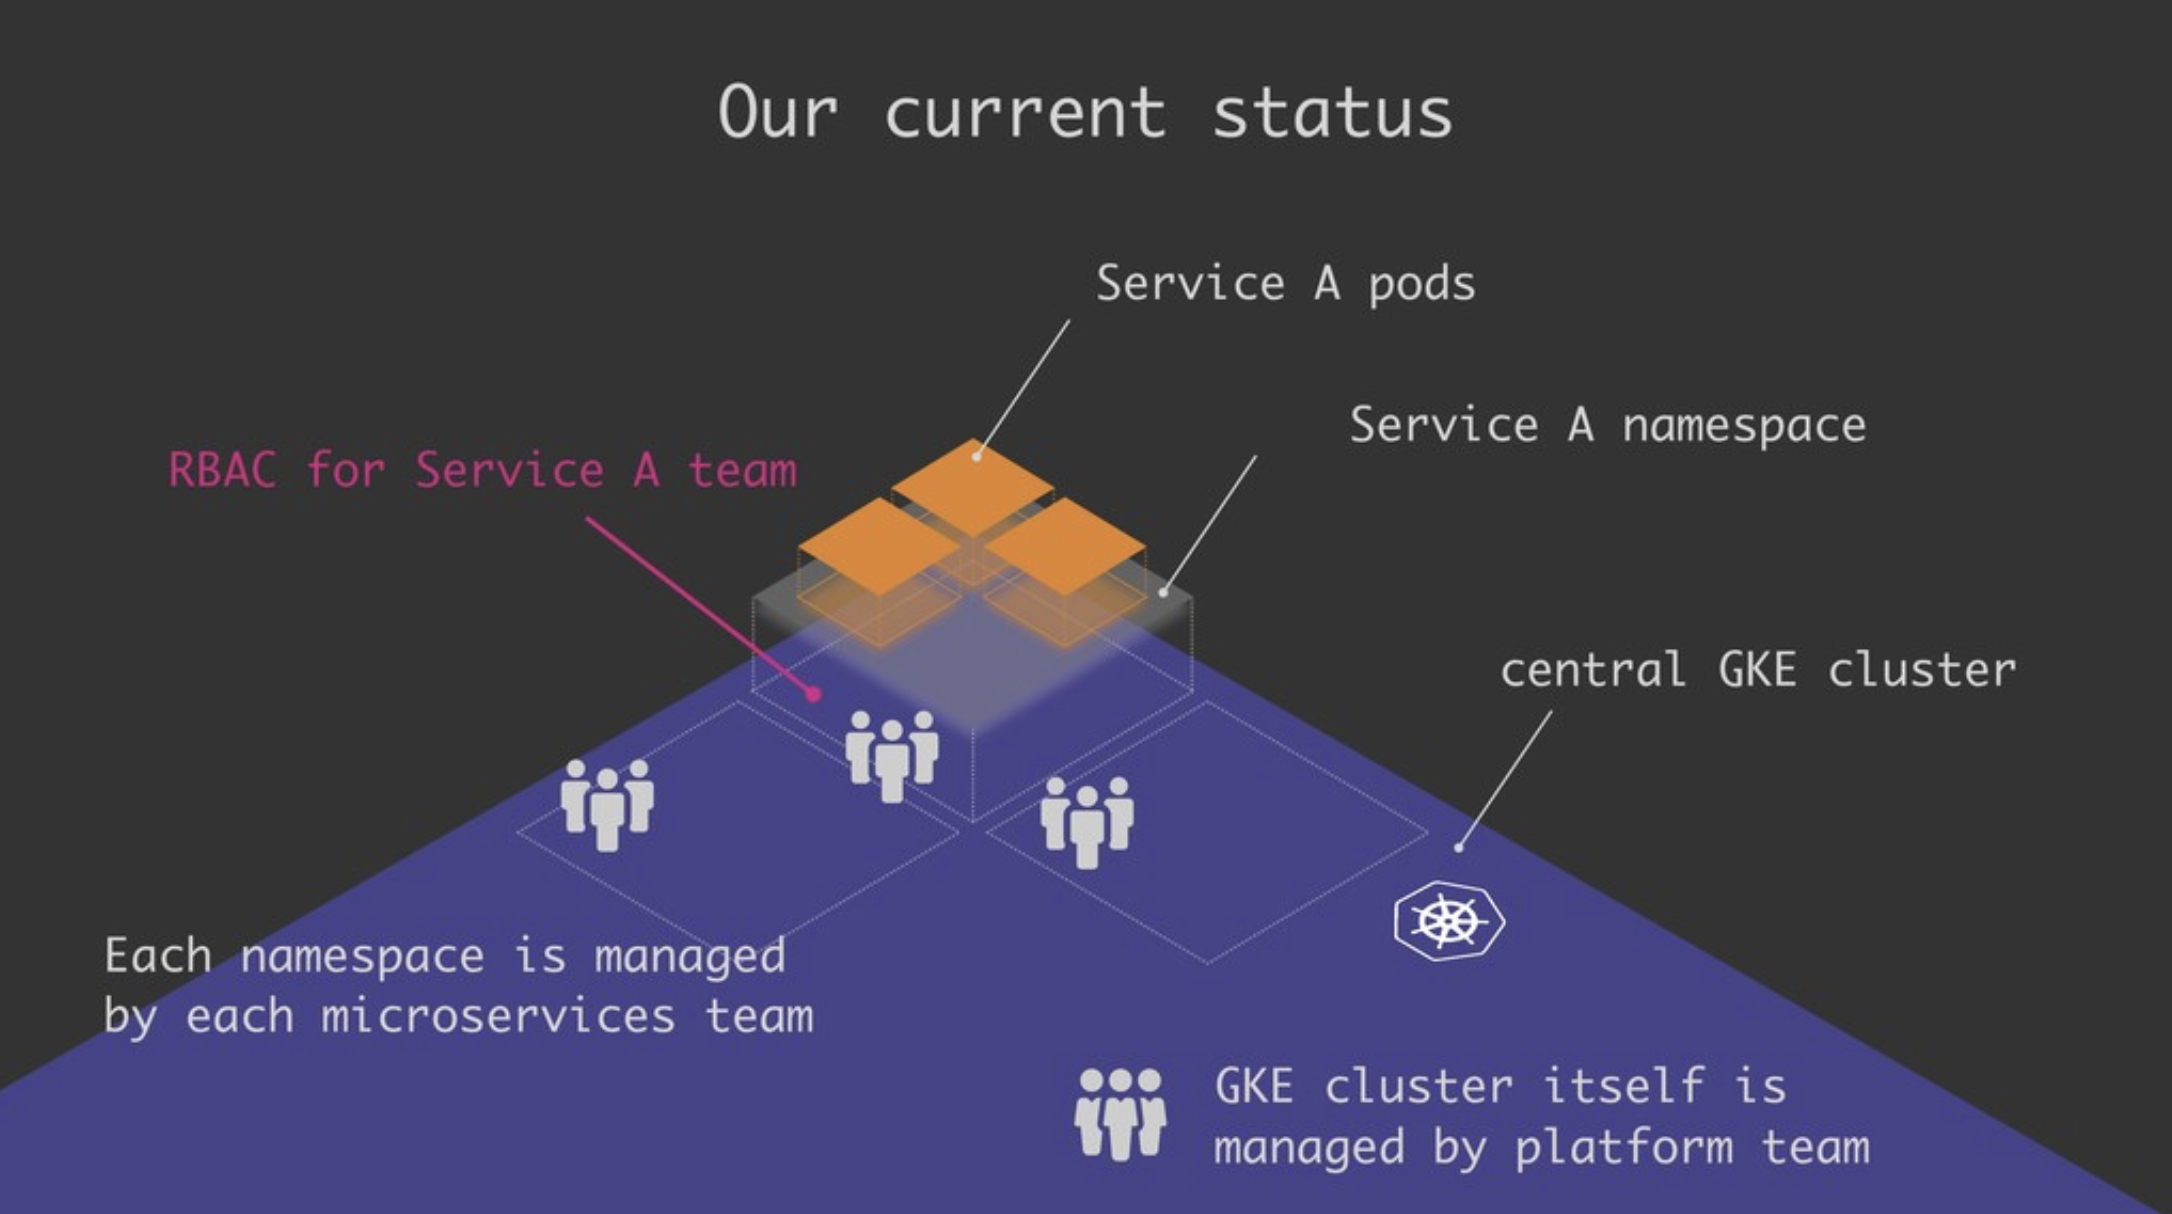 Our current status
Service A pods
Service A namespace
RBAC for Service A team
central GKE cluster
Each namespace is managed
by each microservices team
GKE cluster itself is
managed by platform team